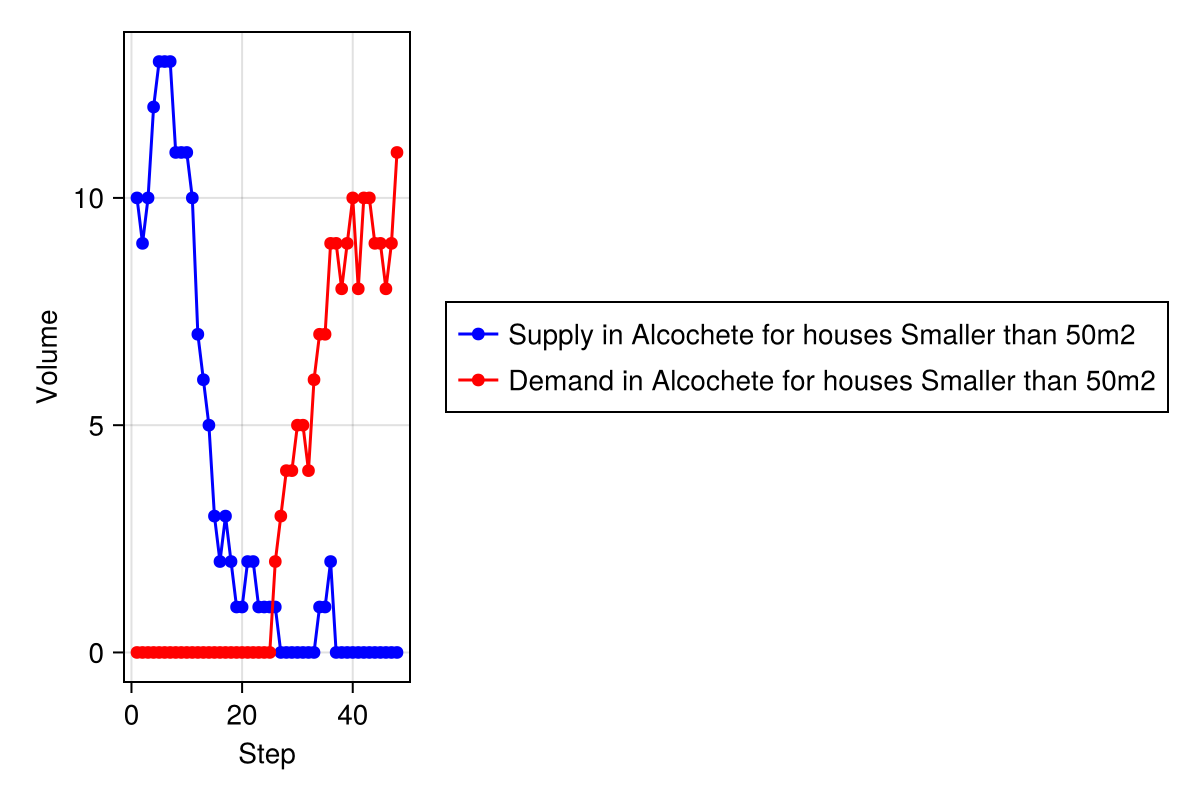 Volume
10
5
0
0 20 40
Step
Supply in Alcochete for houses Smaller than 50m2
Demand in Alcochete for houses Smaller than 50m2